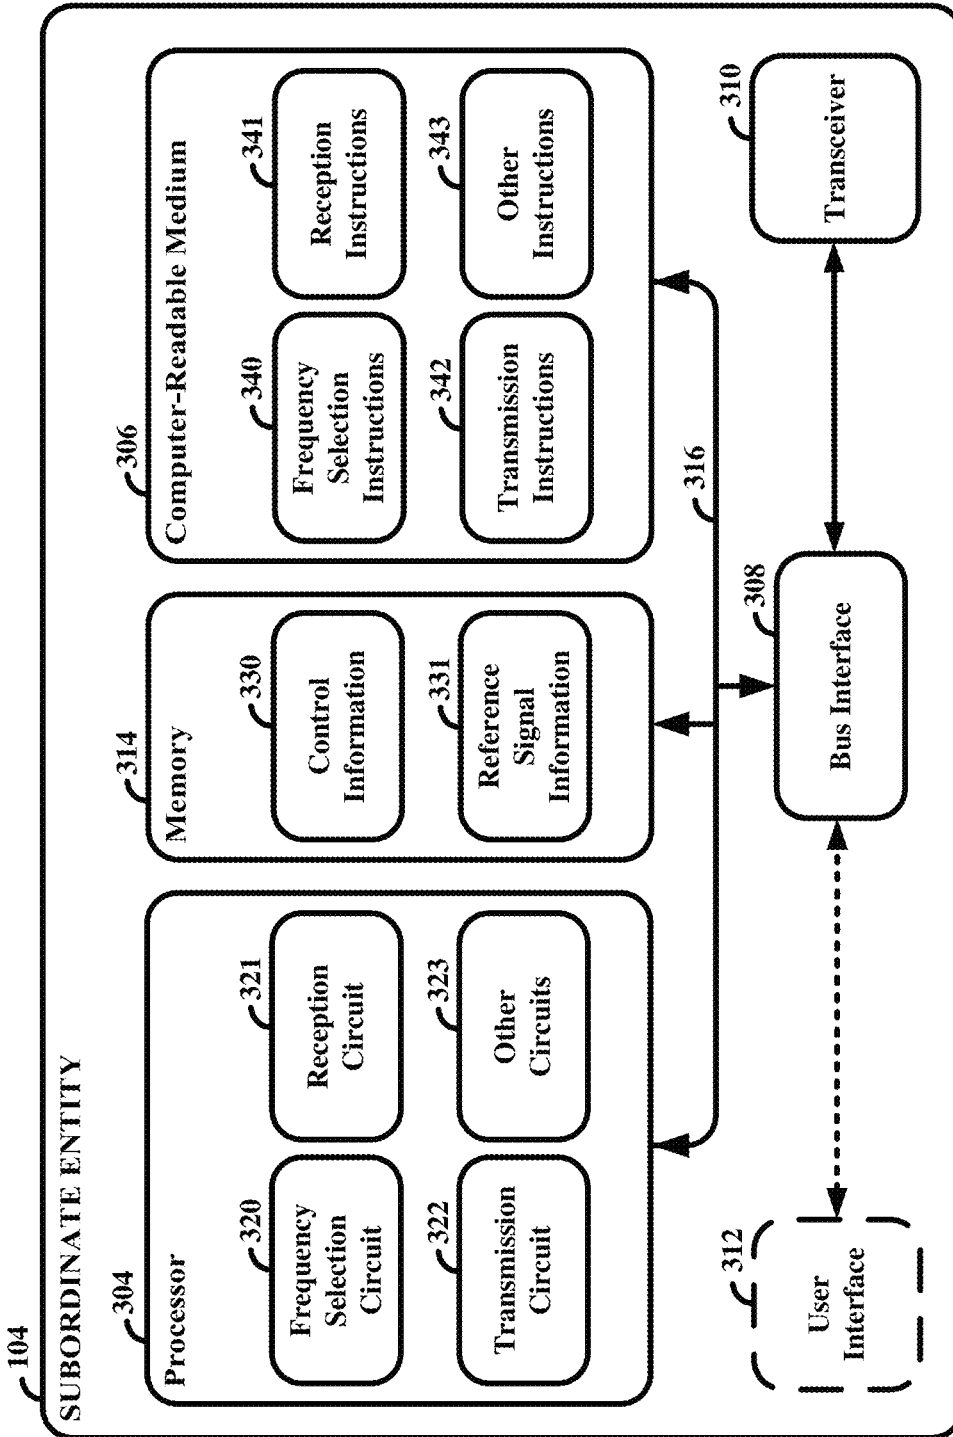 104
SUBORDINATE ENTITY
304
Processor
320
Frequency
Selection
Circuit
321
Reception
Circuit
322
Transmission
Circuit
323
Other
Circuits
314
Memory
330
Control
Information
331
Reference
Signal
Information
306
Computer-Readable Medium
340
Frequency
Selection
Instructions
341
Reception
Instructions
342
Transmission
Instructions
343
Other
Instructions
316
312
User
Interface
308
Bus Interface
310
Transceiver